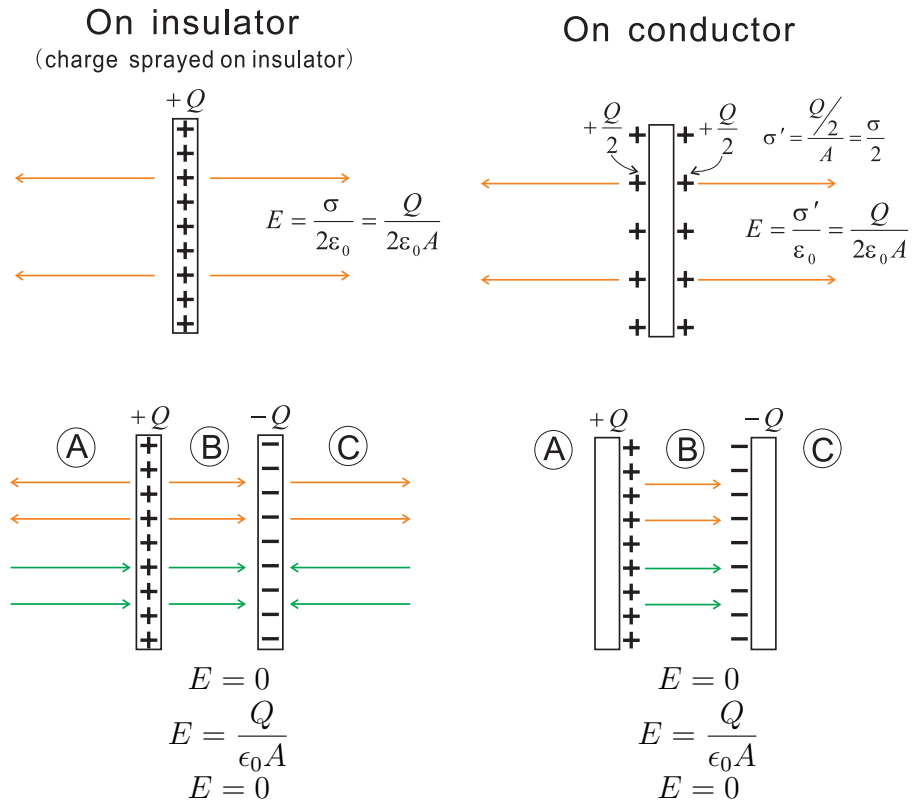 On insulator
(charge sprayed on insulator)
+Q
E = σ/2ε₀ = Q/2ε₀A
On conductor
+Q/2
+Q/2
σ′ = (Q/2)/A = σ/2
E = σ′/ε₀ = Q/2ε₀A
+Q
−Q
A
B
C
E = 0
E = Q/ϵ₀A
E = 0
+Q
−Q
A
B
C
E = 0
E = Q/ϵ₀A
E = 0